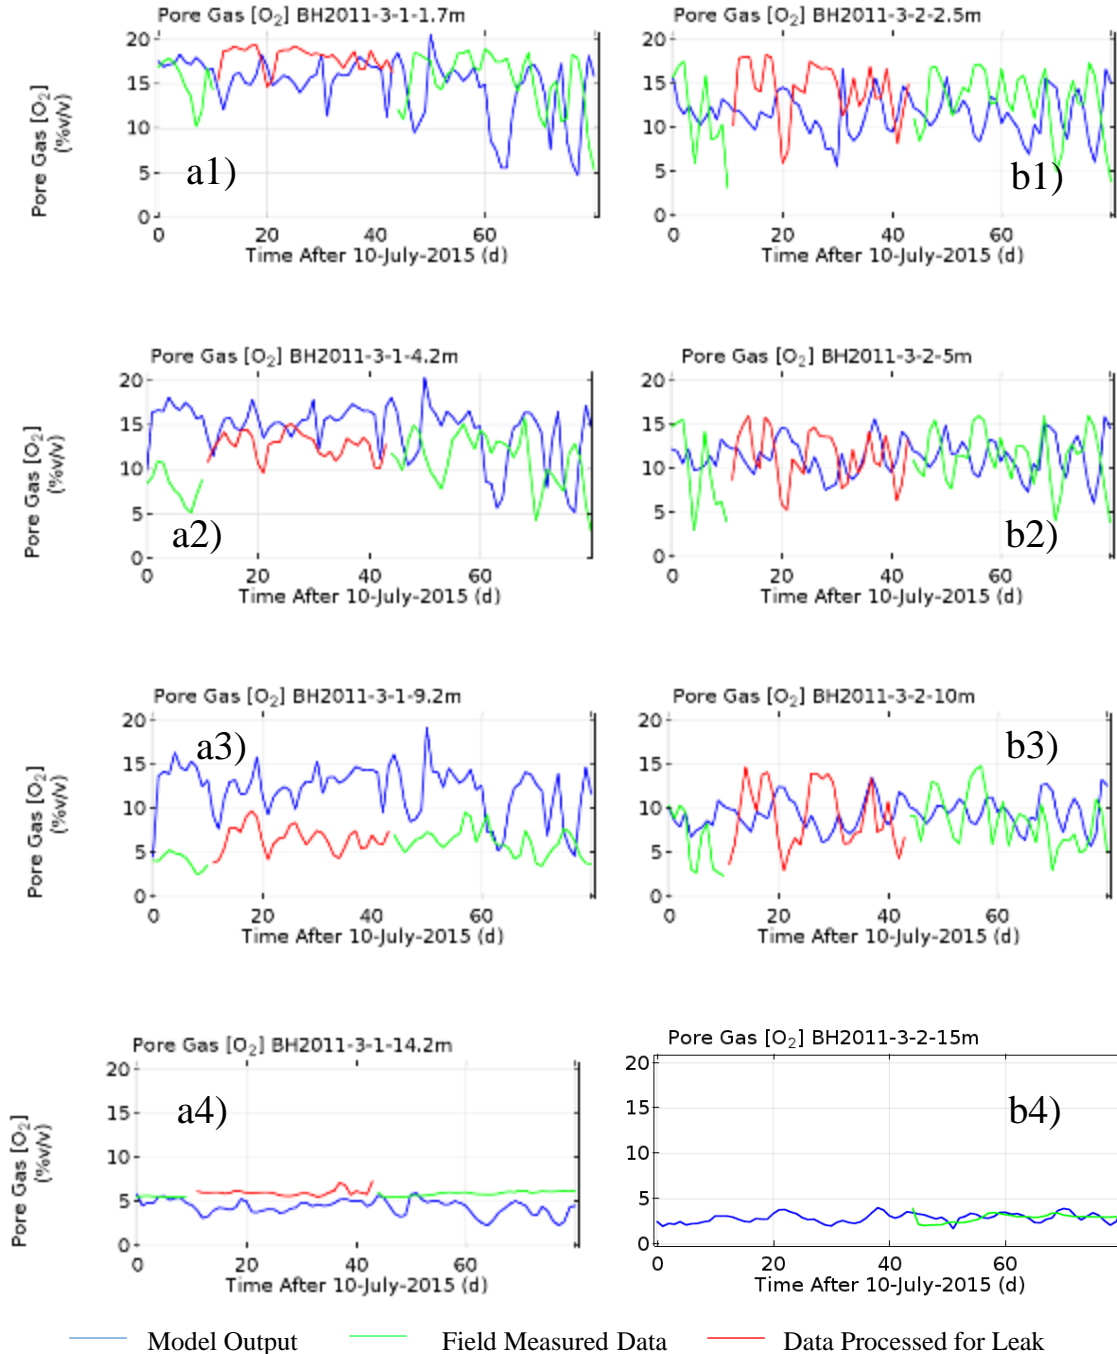 Pore Gas [O2] BH2011-3-1-1.7m
Pore Gas [O2] (%v/v)
20
15
10
5
0
a1)
0 20 40 60
Time After 10-July-2015 (d)
Pore Gas [O2] BH2011-3-2-2.5m
20
15
10
5
0
b1)
0 20 40 60
Time After 10-July-2015 (d)
Pore Gas [O2] BH2011-3-1-4.2m
Pore Gas [O2] (%v/v)
20
15
10
5
0
a2)
0 20 40 60
Time After 10-July-2015 (d)
Pore Gas [O2] BH2011-3-2-5m
20
15
10
5
0
b2)
0 20 40 60
Time After 10-July-2015 (d)
Pore Gas [O2] BH2011-3-1-9.2m
Pore Gas [O2] (%v/v)
20
15
10
5
0
a3)
0 20 40 60
Time After 10-July-2015 (d)
Pore Gas [O2] BH2011-3-2-10m
20
15
10
5
0
b3)
0 20 40 60
Time After 10-July-2015 (d)
Pore Gas [O2] BH2011-3-1-14.2m
Pore Gas [O2] (%v/v)
20
15
10
5
0
a4)
0 20 40 60
Time After 10-July-2015 (d)
Pore Gas [O2] BH2011-3-2-15m
20
15
10
5
0
b4)
0 20 40 60
Time After 10-July-2015 (d)
Model Output Field Measured Data Data Processed for Leak